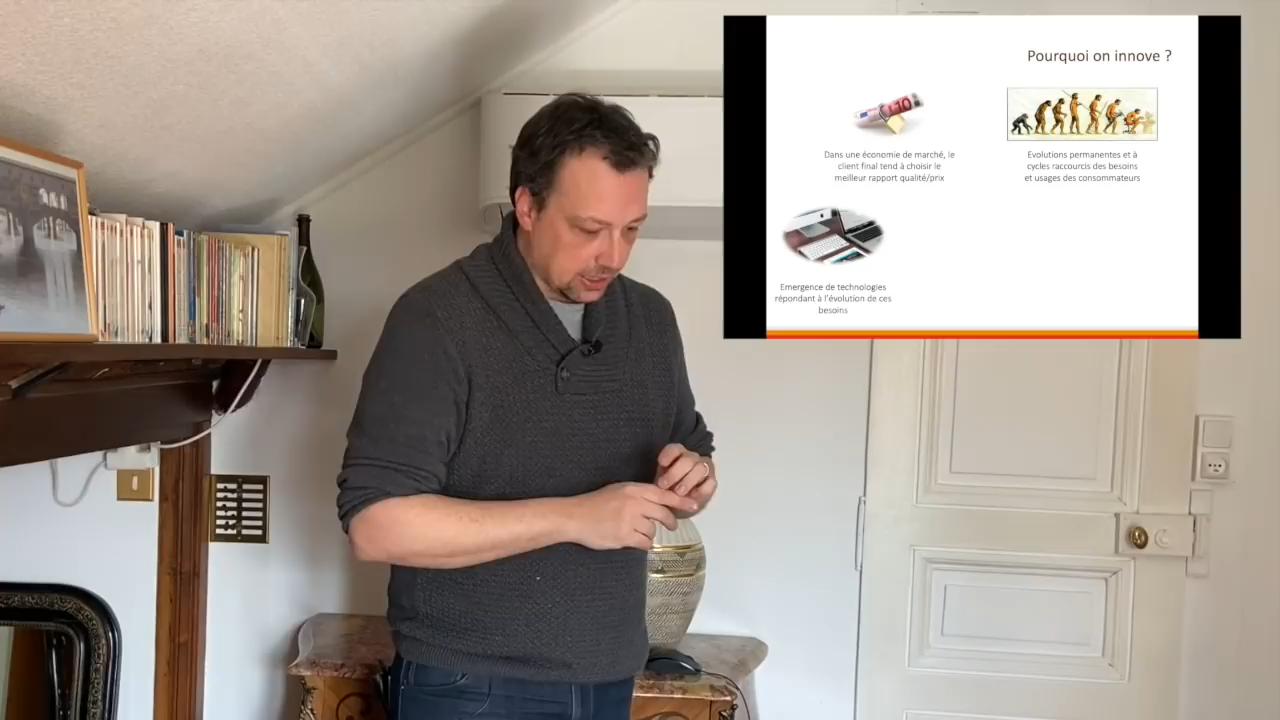 Pourquoi on innove ?
10
Dans une économie de marché, le
client final tend à choisir le
meilleur rapport qualité/prix
Evolutions permanentes et à
cycles raccourcis des besoins
et usages des consommateurs
Emergence de technologies
répondant à l'évolution de ces
besoins